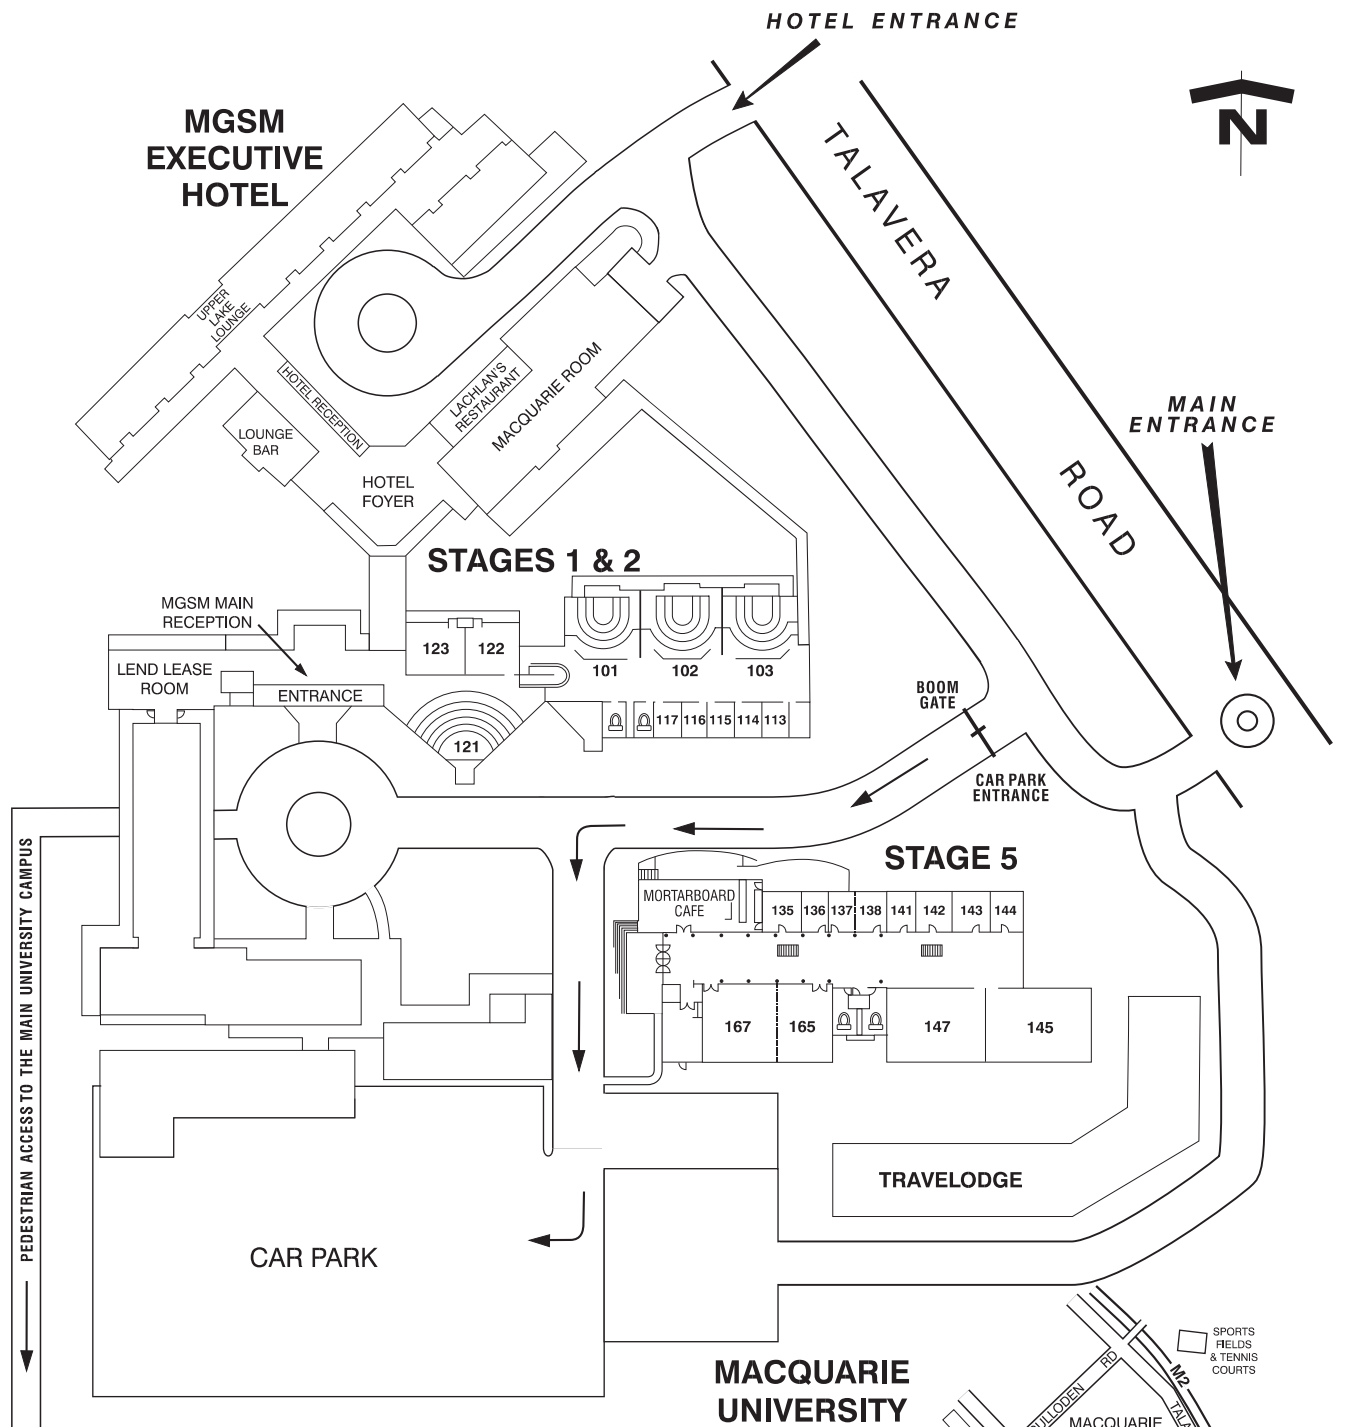 HOTEL ENTRANCE
N
MGSM
EXECUTIVE
HOTEL
TALAVERA
ROAD
UPPER
LAKE
LOUNGE
HOTEL RECEPTION
LACHLAN'S
RESTAURANT
MACQUARIE ROOM
MAIN
ENTRANCE
LOUNGE
BAR
HOTEL
FOYER
STAGES 1 & 2
MGSM MAIN
RECEPTION
LEND LEASE
ROOM
ENTRANCE
123
122
101
102
103
121
117
116
115
114
113
BOOM
GATE
CAR PARK
ENTRANCE
STAGE 5
MORTARBOARD
CAFE
135
136
137
138
141
142
143
144
167
165
147
145
TRAVELODGE
PEDESTRIAN ACCESS TO THE MAIN UNIVERSITY CAMPUS
CAR PARK
MACQUARIE
UNIVERSITY
SPORTS
FIELDS
& TENNIS
COURTS
M2
RD
MACQUARIE